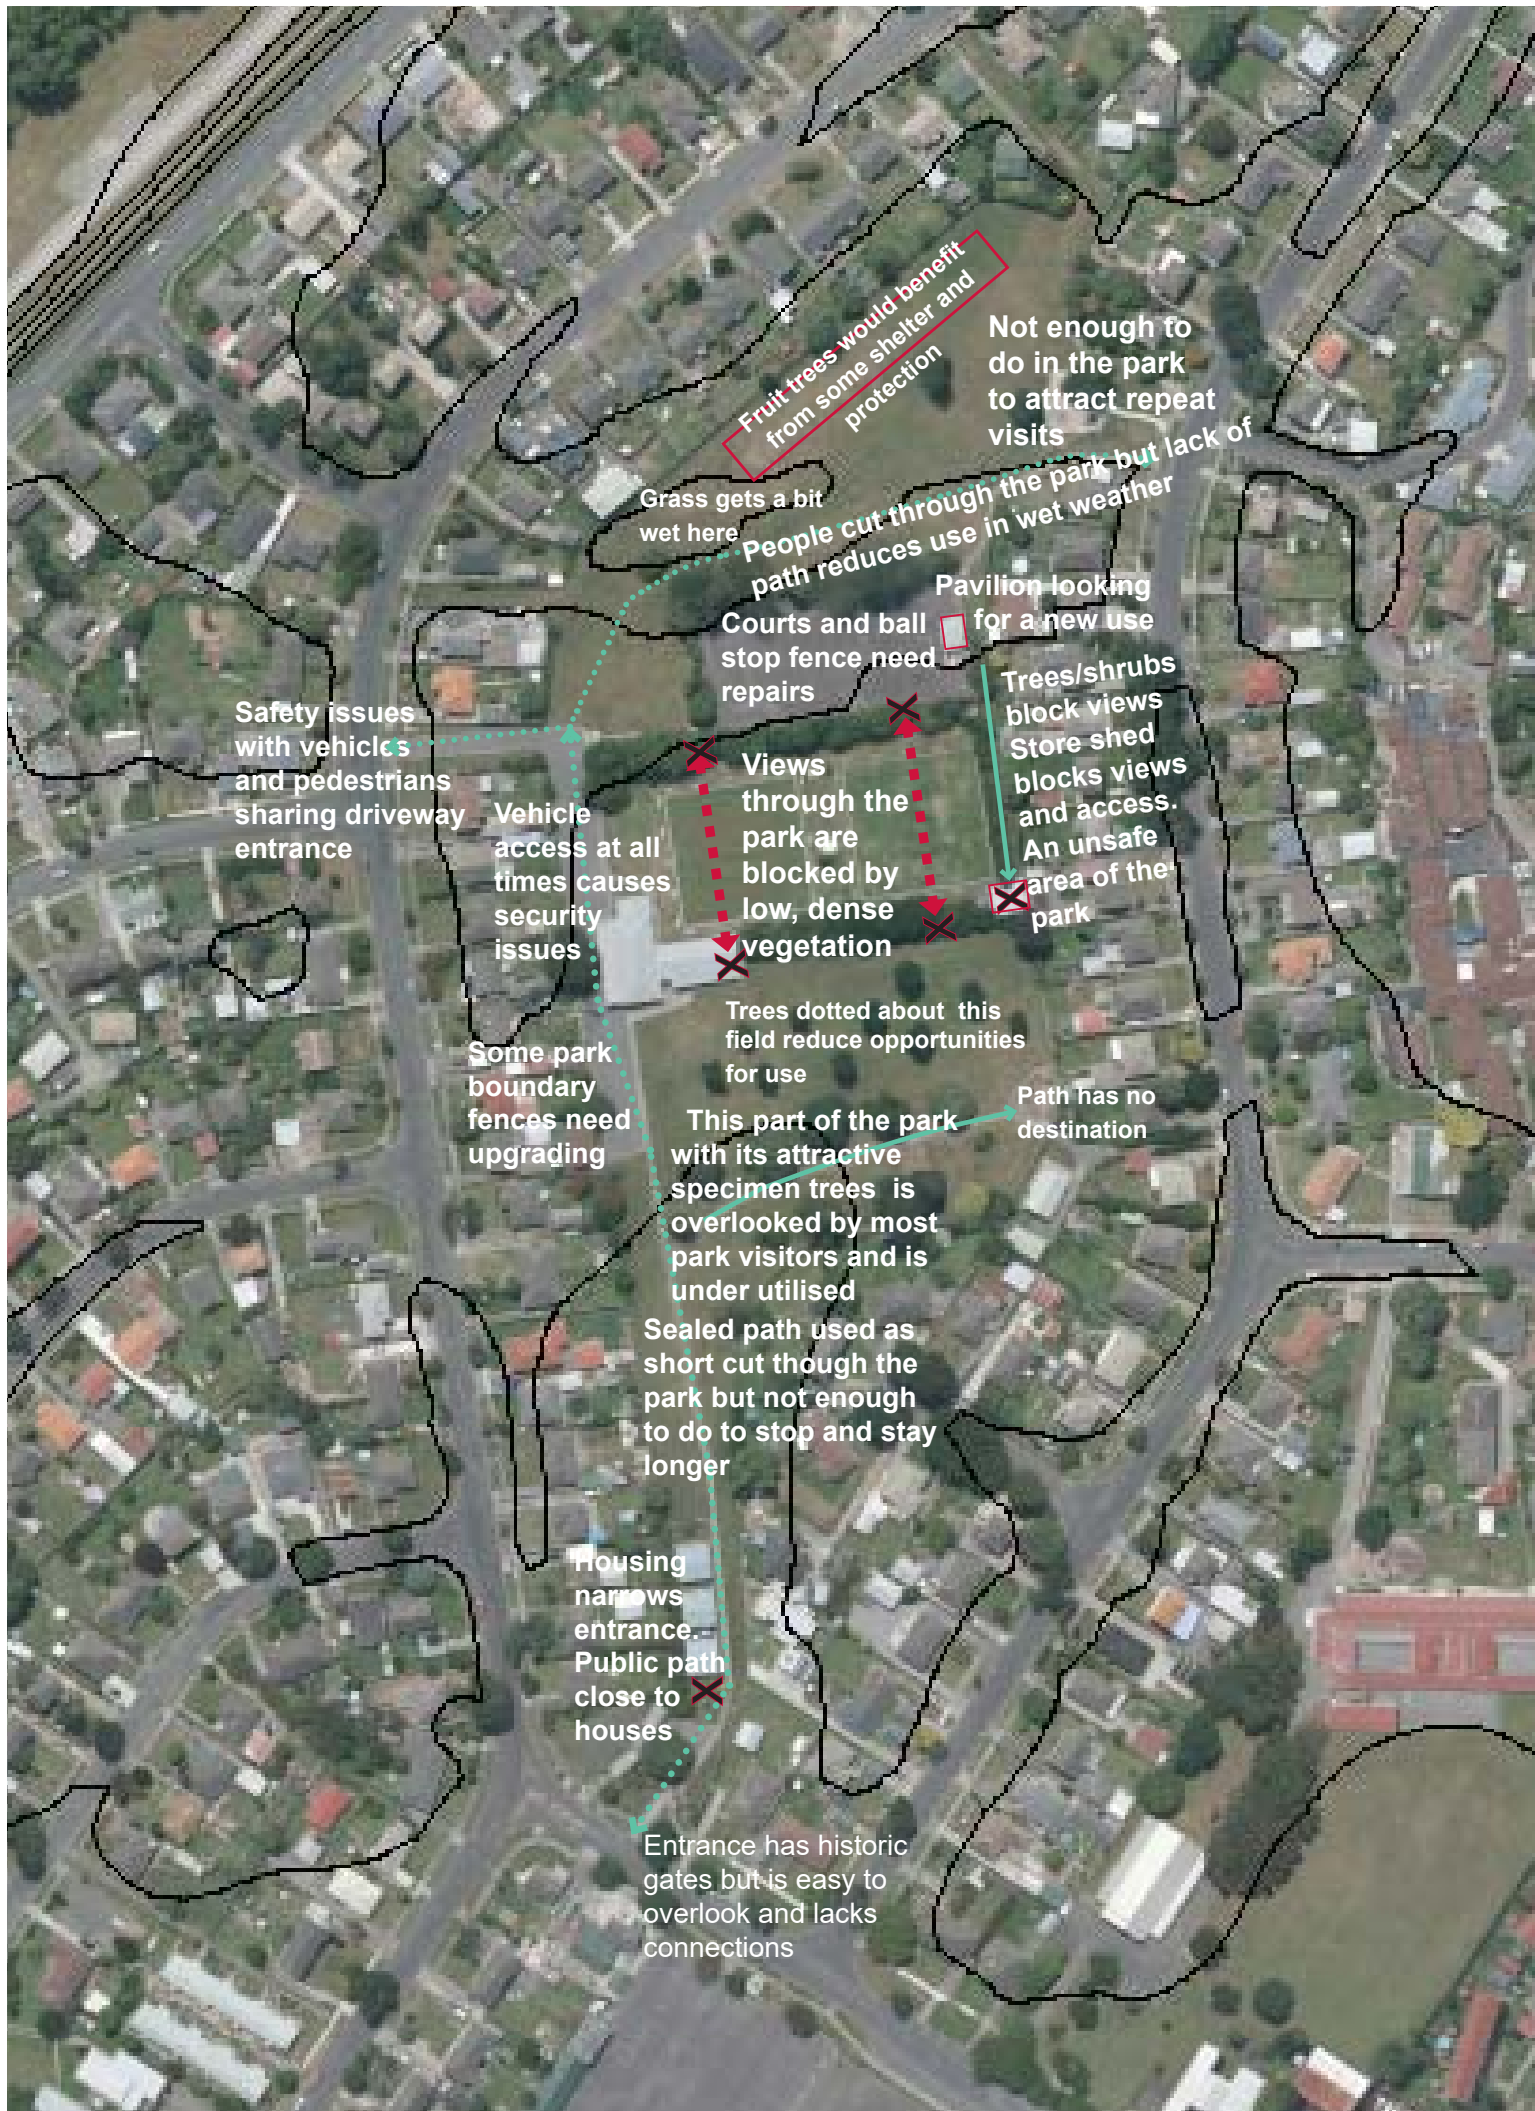 Fruit trees would benefit
from some shelter and
protection
Not enough to
do in the park
to attract repeat
visits
Grass gets a bit
wet here
People cut through the park but lack of
path reduces use in wet weather
Pavilion looking
for a new use
Courts and ball
stop fence need
repairs
Trees/shrubs
block views
Store shed
blocks views
and access.
An unsafe
area of the
park
Safety issues
with vehicles
and pedestrians
sharing driveway
entrance
Vehicle
access at all
times causes
security
issues
Views
through the
park are
blocked by
low, dense
vegetation
Trees dotted about this
field reduce opportunities
for use
Some park
boundary
fences need
upgrading
Path has no
destination
This part of the park
with its attractive
specimen trees is
overlooked by most
park visitors and is
under utilised
Sealed path used as
short cut though the
park but not enough
to do to stop and stay
longer
Housing
narrows
entrance.
Public path
close to
houses
Entrance has historic
gates but is easy to
overlook and lacks
connections